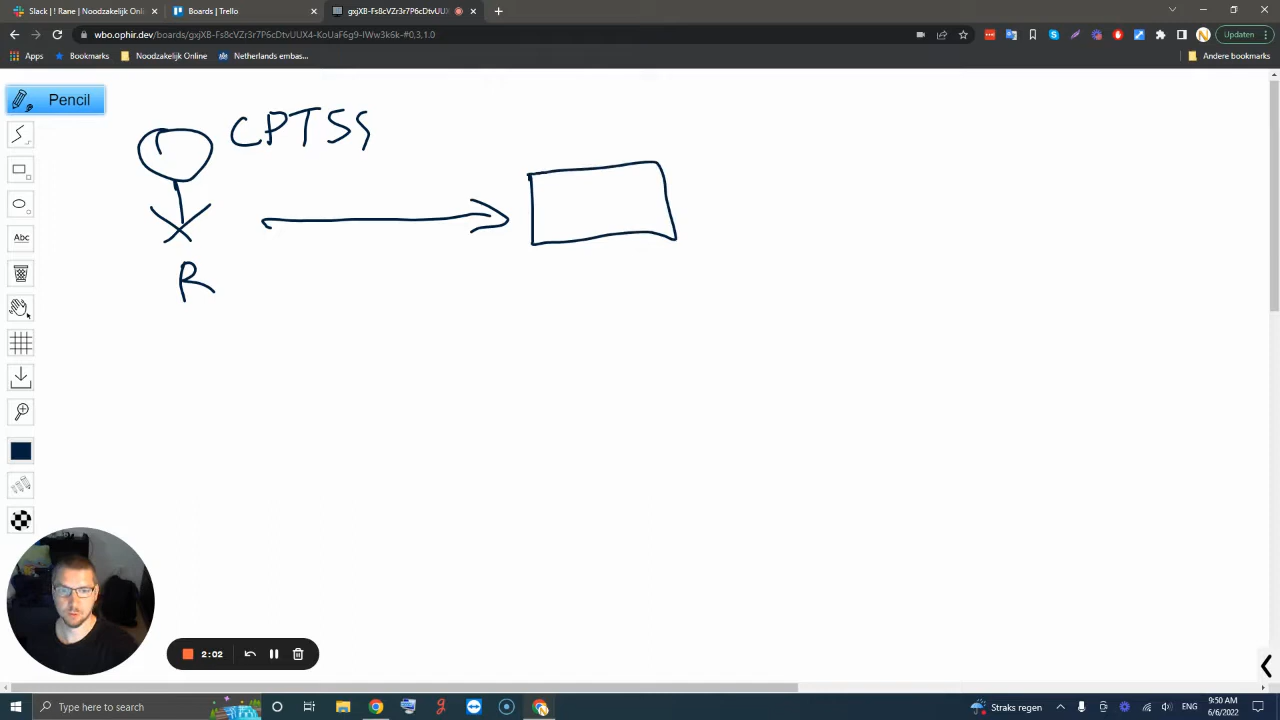 Slack | ! Rane | Noodzakelijk Onli
Boards | Trello
gxjXB-Fs8cVZr3r7P6cDtvUUX
wbo.ophir.dev/boards/gxjXB-Fs8cVZr3r7P6cDtvUUX4-KoUaF6g9-IWw3k6k-#0,3,1.0
Updaten
Apps
Bookmarks
Noodzakelijk Online
Netherlands embas...
Andere bookmarks
Pencil
CPTSS
Abc
R
2:02
Type here to search
Straks regen
ENG
9:50 AM
6/6/2022